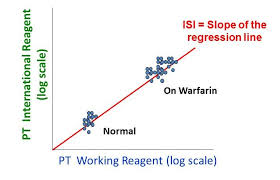 ISI = Slope of the
regression line
PT International Reagent
(log scale)
On Warfarin
Normal
PT Working Reagent (log scale)